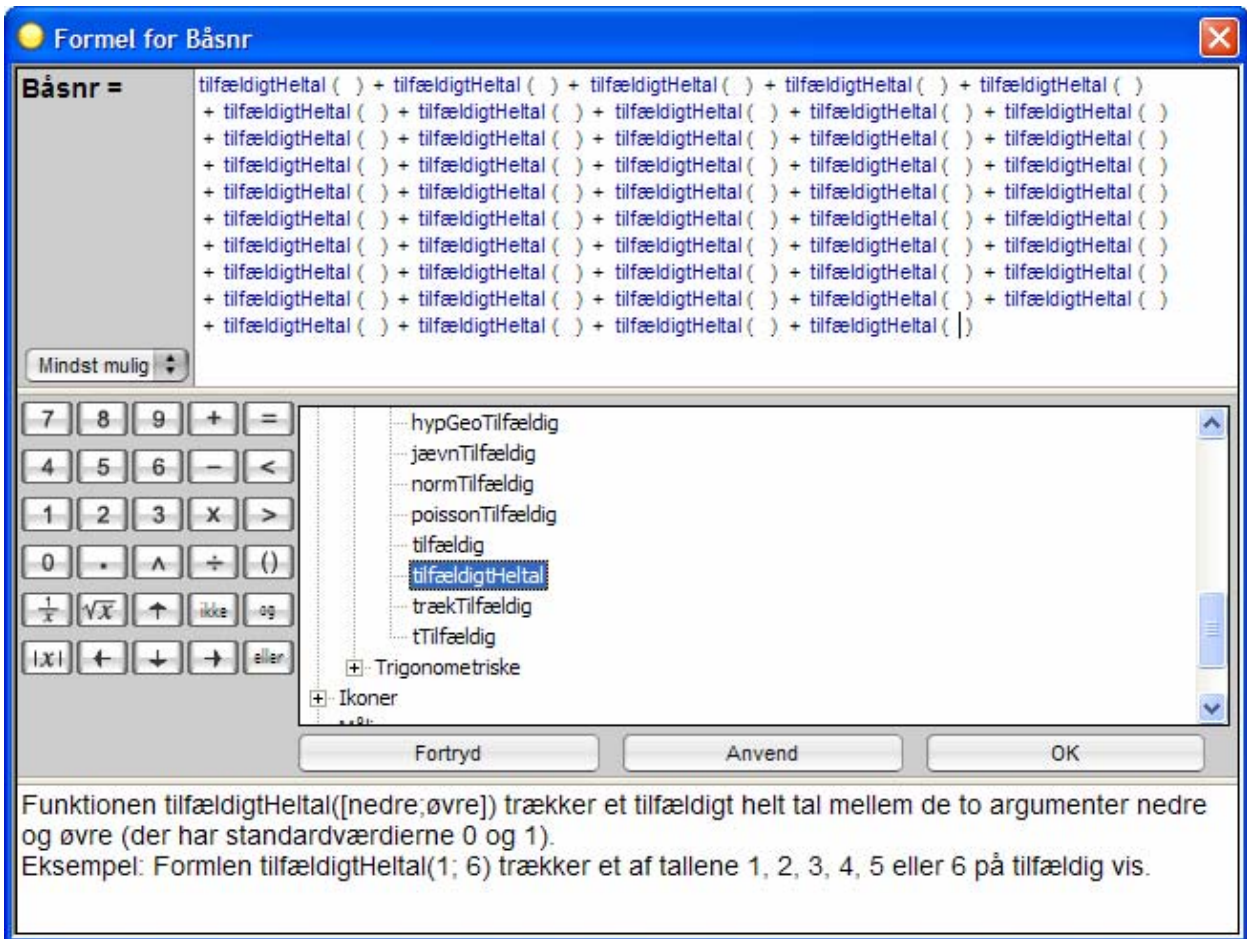 Formel for Båsnr
Båsnr =
tilfældigtHeltal ( ) + tilfældigtHeltal ( ) + tilfældigtHeltal ( ) + tilfældigtHeltal ( ) + tilfældigtHeltal ( )
+ tilfældigtHeltal ( ) + tilfældigtHeltal ( ) + tilfældigtHeltal ( ) + tilfældigtHeltal ( ) + tilfældigtHeltal ( )
+ tilfældigtHeltal ( ) + tilfældigtHeltal ( ) + tilfældigtHeltal ( ) + tilfældigtHeltal ( ) + tilfældigtHeltal ( )
+ tilfældigtHeltal ( ) + tilfældigtHeltal ( ) + tilfældigtHeltal ( ) + tilfældigtHeltal ( ) + tilfældigtHeltal ( )
+ tilfældigtHeltal ( ) + tilfældigtHeltal ( ) + tilfældigtHeltal ( ) + tilfældigtHeltal ( ) + tilfældigtHeltal ( )
+ tilfældigtHeltal ( ) + tilfældigtHeltal ( ) + tilfældigtHeltal ( ) + tilfældigtHeltal ( ) + tilfældigtHeltal ( )
+ tilfældigtHeltal ( ) + tilfældigtHeltal ( ) + tilfældigtHeltal ( ) + tilfældigtHeltal ( ) + tilfældigtHeltal ( )
+ tilfældigtHeltal ( ) + tilfældigtHeltal ( ) + tilfældigtHeltal ( ) + tilfældigtHeltal ( ) + tilfældigtHeltal ( )
+ tilfældigtHeltal ( ) + tilfældigtHeltal ( ) + tilfældigtHeltal ( ) + tilfældigtHeltal ( ) + tilfældigtHeltal ( )
+ tilfældigtHeltal ( ) + tilfældigtHeltal ( ) + tilfældigtHeltal ( ) + tilfældigtHeltal ( )
Mindst mulig
7 8 9 + =
4 5 6 − <
1 2 3 x >
0 . ^ ÷ ()
1/x √x ↑ ikke og
|x| ← ↓ → eller
hypGeoTilfældig
jævnTilfældig
normTilfældig
poissonTilfældig
tilfældig
tilfældigtHeltal
trækTilfældig
tTilfældig
Trigonometriske
Ikoner
Fortryd
Anvend
OK
Funktionen tilfældigtHeltal([nedre;øvre]) trækker et tilfældigt helt tal mellem de to argumenter nedre
og øvre (der har standardværdierne 0 og 1).
Eksempel: Formlen tilfældigtHeltal(1; 6) trækker et af tallene 1, 2, 3, 4, 5 eller 6 på tilfældig vis.